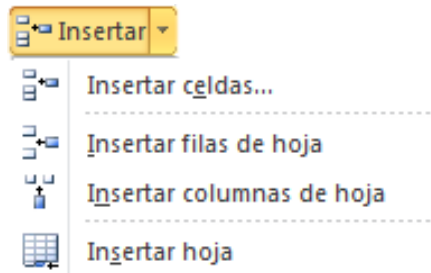 Insertar
Insertar celdas...
Insertar filas de hoja
Insertar columnas de hoja
Insertar hoja